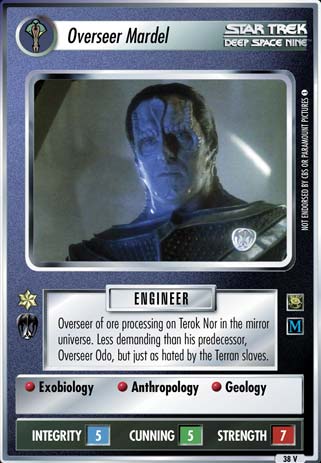 Overseer Mardel
STAR TREK
DEEP SPACE NINE
NOT ENDORSED BY CBS OR PARAMOUNT PICTURES 1
ENGINEER
Overseer of ore processing on Terok Nor in the mirror
universe. Less demanding than his predecessor,
Overseer Odo, but just as hated by the Terran slaves.
M
Exobiology Anthropology Geology
INTEGRITY 5 CUNNING 5 STRENGTH 7
38 V